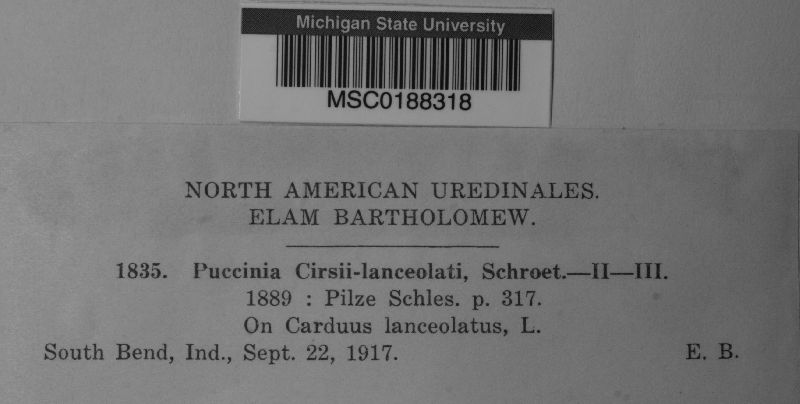 Michigan State University
MSC0188318
NORTH AMERICAN UREDINALES.
ELAM BARTHOLOMEW.
1835. Puccinia Cirsii-lanceolati, Schroet.—II—III.
1889 : Pilze Schles. p. 317.
On Carduus lanceolatus, L.
South Bend, Ind., Sept. 22, 1917. E. B.